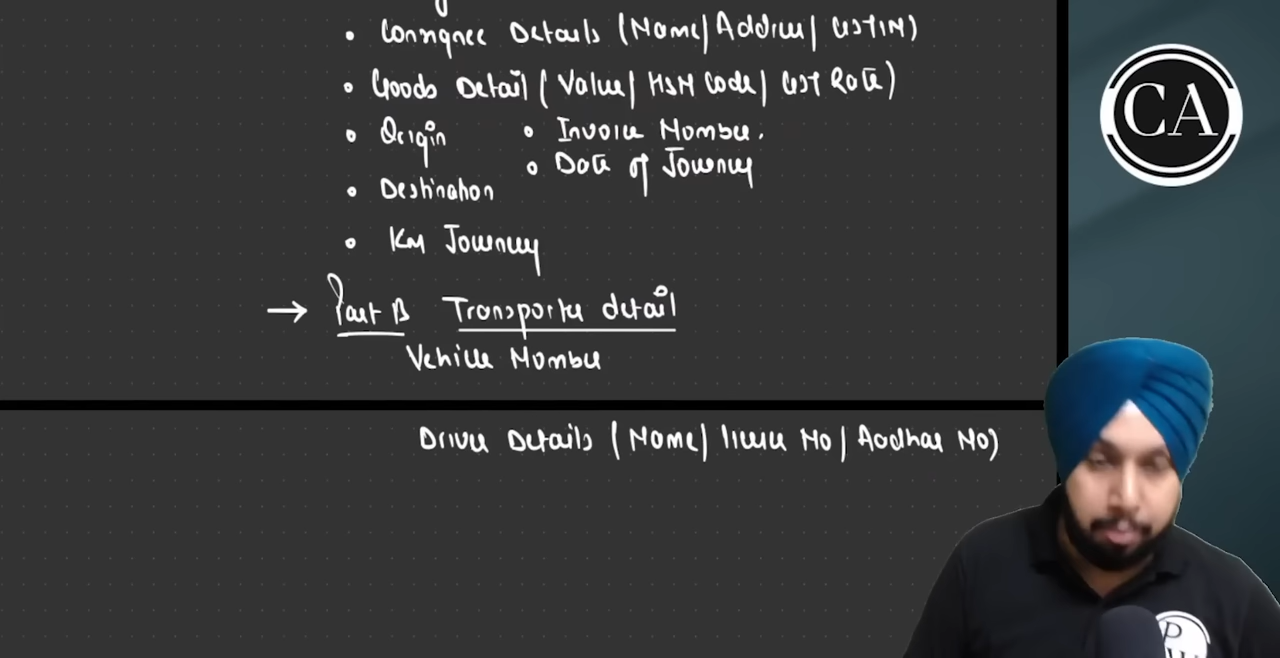 • Consignee Details (Name/Address/GSTIN)
• Goods Detail (Value/HSN Code/GST Rate)
• Origin • Invoice Number.
• Date of Journey
• Destination
• KM Journey
→ Part B Transporter detail
Vehicle Number
Driver Details (Name/licence No/Aadhar No)
CA
P
W